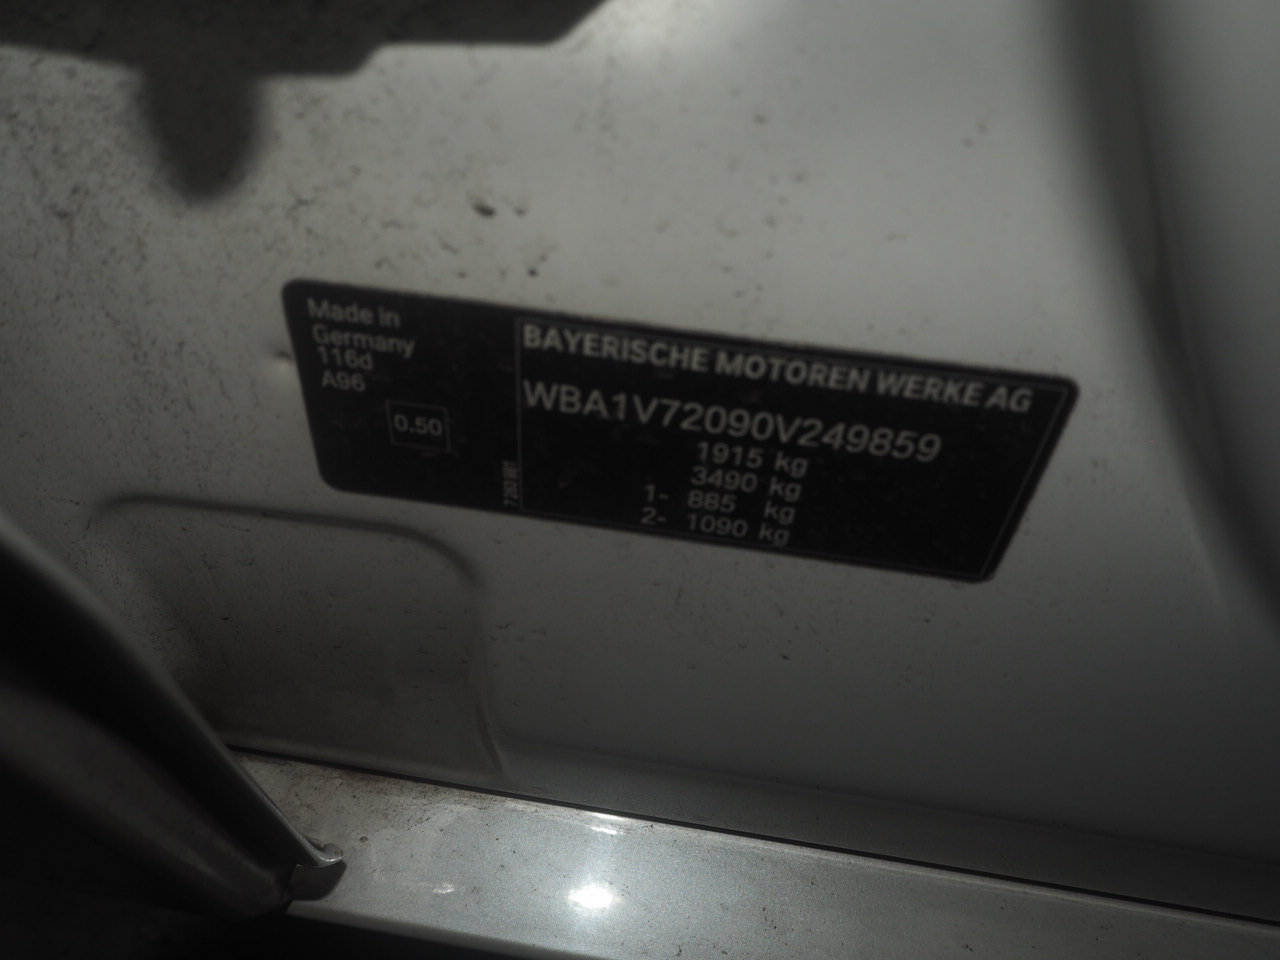 Made in
Germany
116d
A96
0.50
BAYERISCHE MOTOREN WERKE AG
WBA1V72090V249859
1915 kg
3490 kg
1- 885 kg
2- 1090 kg